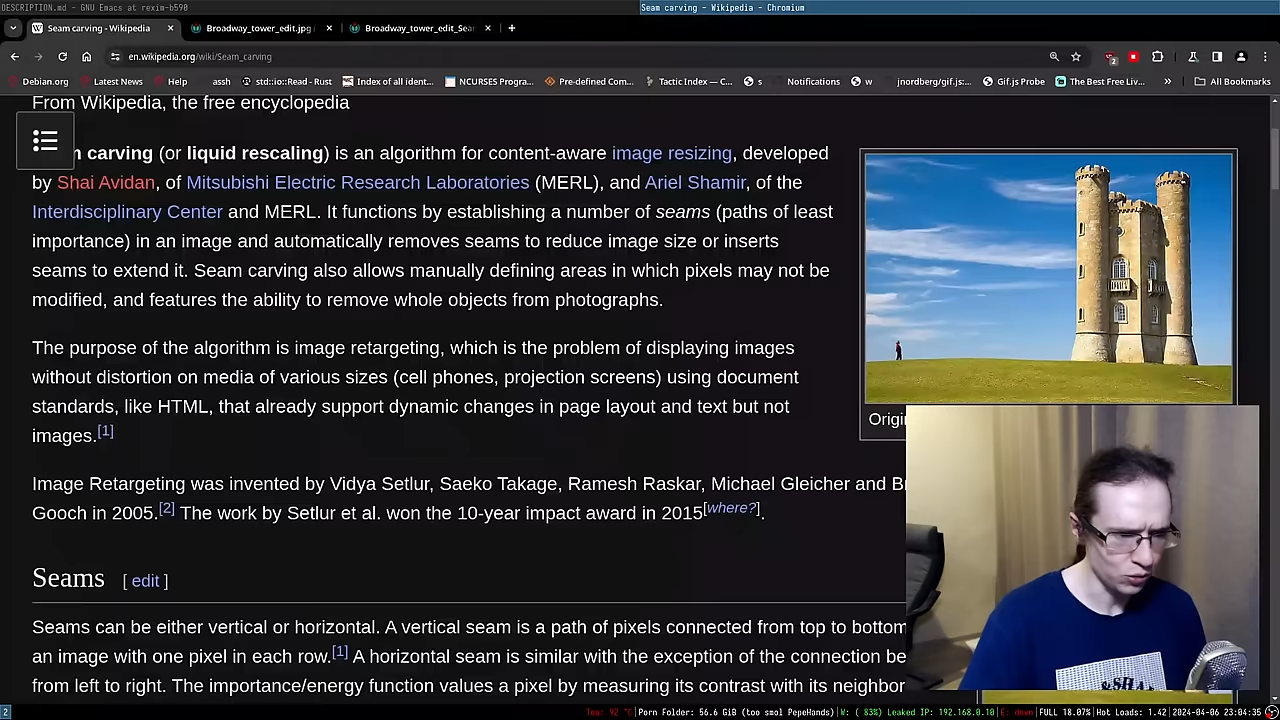 DESCRIPTION.md - GNU Emacs at rexim-b590
Seam carving - Wikipedia - Chromium
Seam carving - Wikipedia
Broadway_tower_edit.jpg
Broadway_tower_edit_Sea
en.wikipedia.org/wiki/Seam_carving
Debian.org
Latest News
Help
assh
std::io::Read - Rust
Index of all ident...
NCURSES Progra...
Pre-defined Com...
Tactic Index — C...
s
Notifications
w
jnordberg/gif.js:...
Gif.js Probe
The Best Free Liv...
All Bookmarks
From Wikipedia, the free encyclopedia
carving (or liquid rescaling) is an algorithm for content-aware image resizing, developed
by Shai Avidan, of Mitsubishi Electric Research Laboratories (MERL), and Ariel Shamir, of the
Interdisciplinary Center and MERL. It functions by establishing a number of seams (paths of least
importance) in an image and automatically removes seams to reduce image size or inserts
seams to extend it. Seam carving also allows manually defining areas in which pixels may not be
modified, and features the ability to remove whole objects from photographs.
The purpose of the algorithm is image retargeting, which is the problem of displaying images
without distortion on media of various sizes (cell phones, projection screens) using document
standards, like HTML, that already support dynamic changes in page layout and text but not
images.[1]
Origi
Image Retargeting was invented by Vidya Setlur, Saeko Takage, Ramesh Raskar, Michael Gleicher and B
Gooch in 2005.[2] The work by Setlur et al. won the 10-year impact award in 2015[where?].
Seams [ edit ]
Seams can be either vertical or horizontal. A vertical seam is a path of pixels connected from top to bottom
an image with one pixel in each row.[1] A horizontal seam is similar with the exception of the connection be
from left to right. The importance/energy function values a pixel by measuring its contrast with its neighbor
2
Tea: 92 °C|Porn Folder: 56.6 GiB (too smol PepeHands)|W: ( 83%) Leaked IP: 192.168.0.10|E: down|FULL 18.07%|Hot Loads: 1.42|2024-04-06 23:04:35